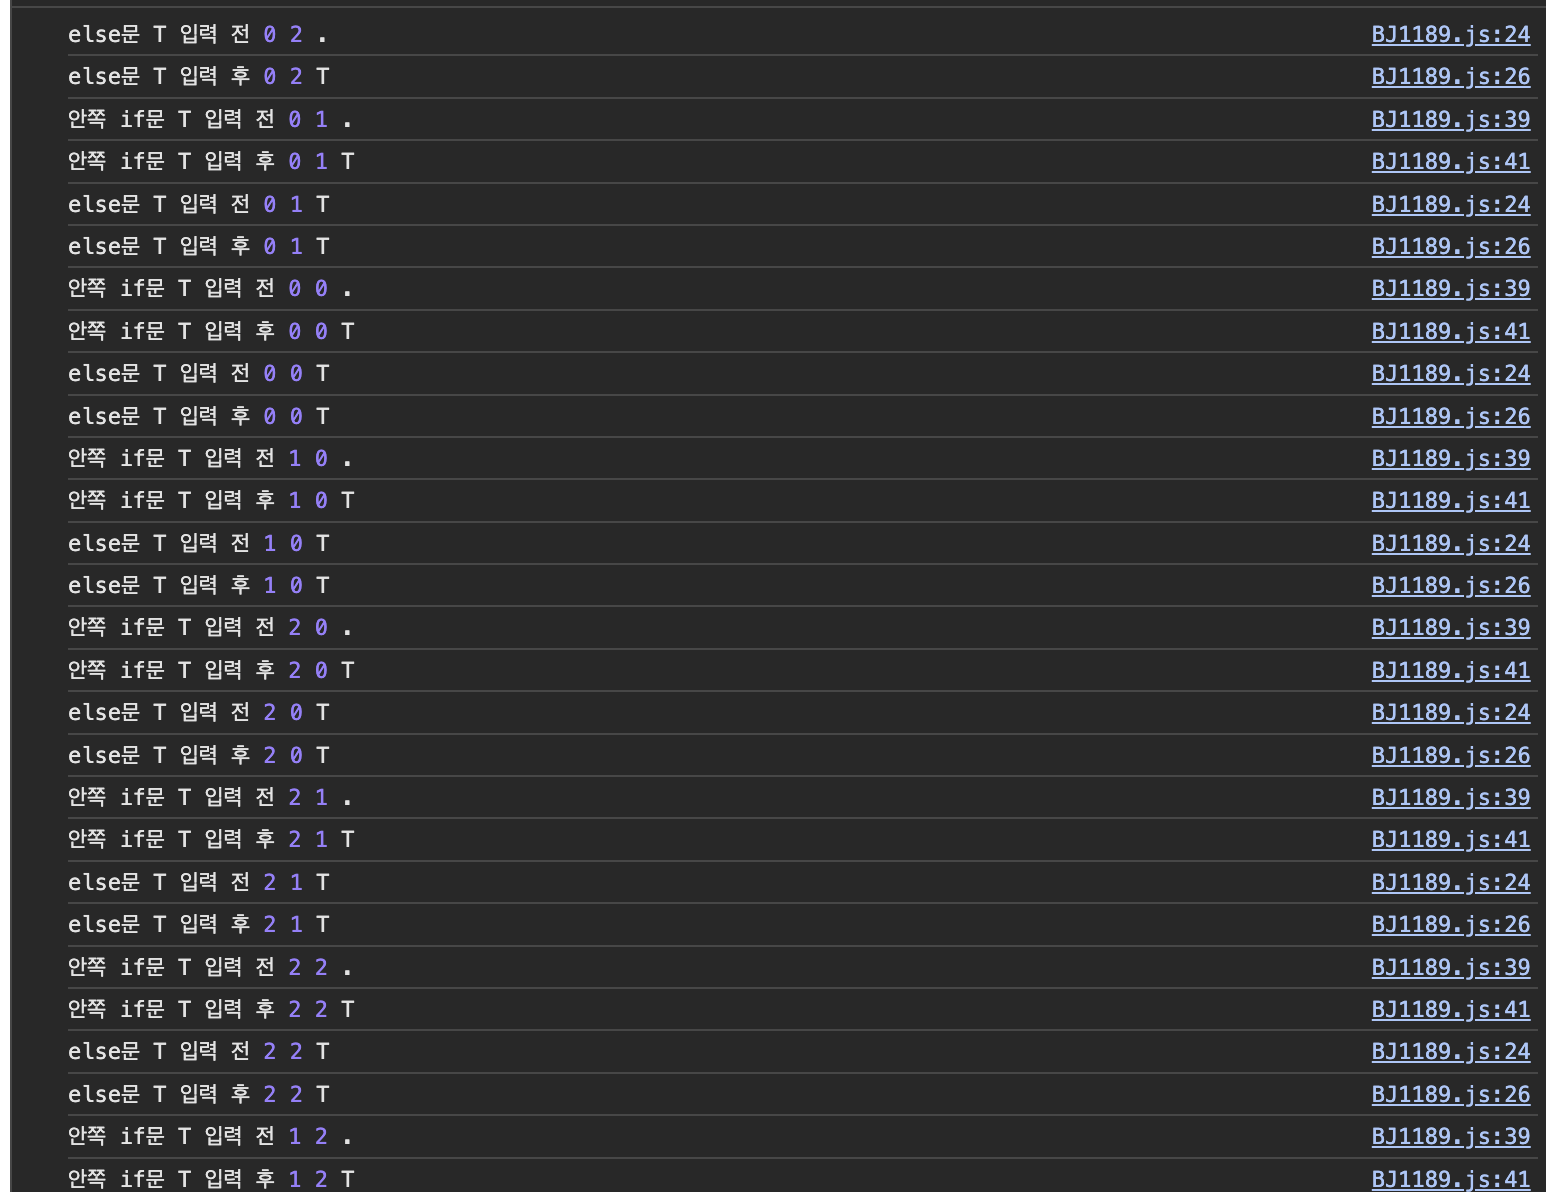 else문 T 입력 전 0 2 . BJ1189.js:24
else문 T 입력 후 0 2 T BJ1189.js:26
안쪽 if문 T 입력 전 0 1 . BJ1189.js:39
안쪽 if문 T 입력 후 0 1 T BJ1189.js:41
else문 T 입력 전 0 1 T BJ1189.js:24
else문 T 입력 후 0 1 T BJ1189.js:26
안쪽 if문 T 입력 전 0 0 . BJ1189.js:39
안쪽 if문 T 입력 후 0 0 T BJ1189.js:41
else문 T 입력 전 0 0 T BJ1189.js:24
else문 T 입력 후 0 0 T BJ1189.js:26
안쪽 if문 T 입력 전 1 0 . BJ1189.js:39
안쪽 if문 T 입력 후 1 0 T BJ1189.js:41
else문 T 입력 전 1 0 T BJ1189.js:24
else문 T 입력 후 1 0 T BJ1189.js:26
안쪽 if문 T 입력 전 2 0 . BJ1189.js:39
안쪽 if문 T 입력 후 2 0 T BJ1189.js:41
else문 T 입력 전 2 0 T BJ1189.js:24
else문 T 입력 후 2 0 T BJ1189.js:26
안쪽 if문 T 입력 전 2 1 . BJ1189.js:39
안쪽 if문 T 입력 후 2 1 T BJ1189.js:41
else문 T 입력 전 2 1 T BJ1189.js:24
else문 T 입력 후 2 1 T BJ1189.js:26
안쪽 if문 T 입력 전 2 2 . BJ1189.js:39
안쪽 if문 T 입력 후 2 2 T BJ1189.js:41
else문 T 입력 전 2 2 T BJ1189.js:24
else문 T 입력 후 2 2 T BJ1189.js:26
안쪽 if문 T 입력 전 1 2 . BJ1189.js:39
안쪽 if문 T 입력 후 1 2 T BJ1189.js:41